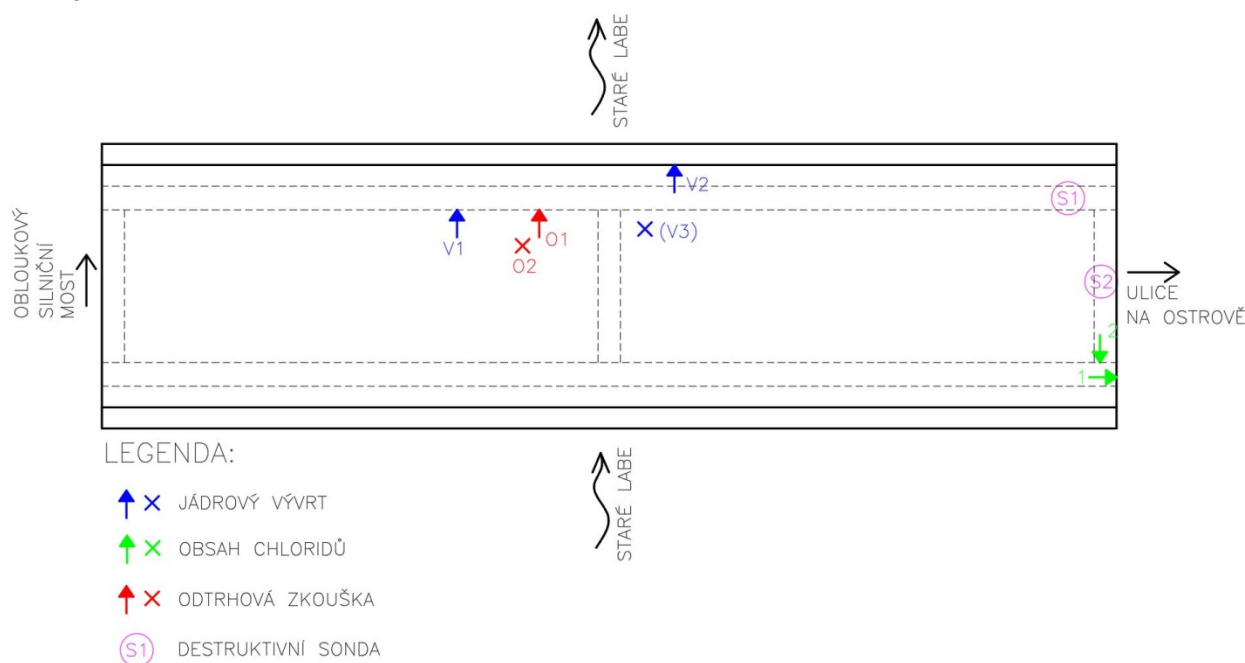 STARÉ LABE
V2
S1
V1
O1
O2
(V3)
OBLOUKOVÝ
SILNIČNÍ
MOST
S2
ULICE
NA OSTROVĚ
2
1
LEGENDA:
JÁDROVÝ VÝVRT
OBSAH CHLORIDŮ
ODTRHOVÁ ZKOUŠKA
S1 DESTRUKTIVNÍ SONDA
STARÉ LABE